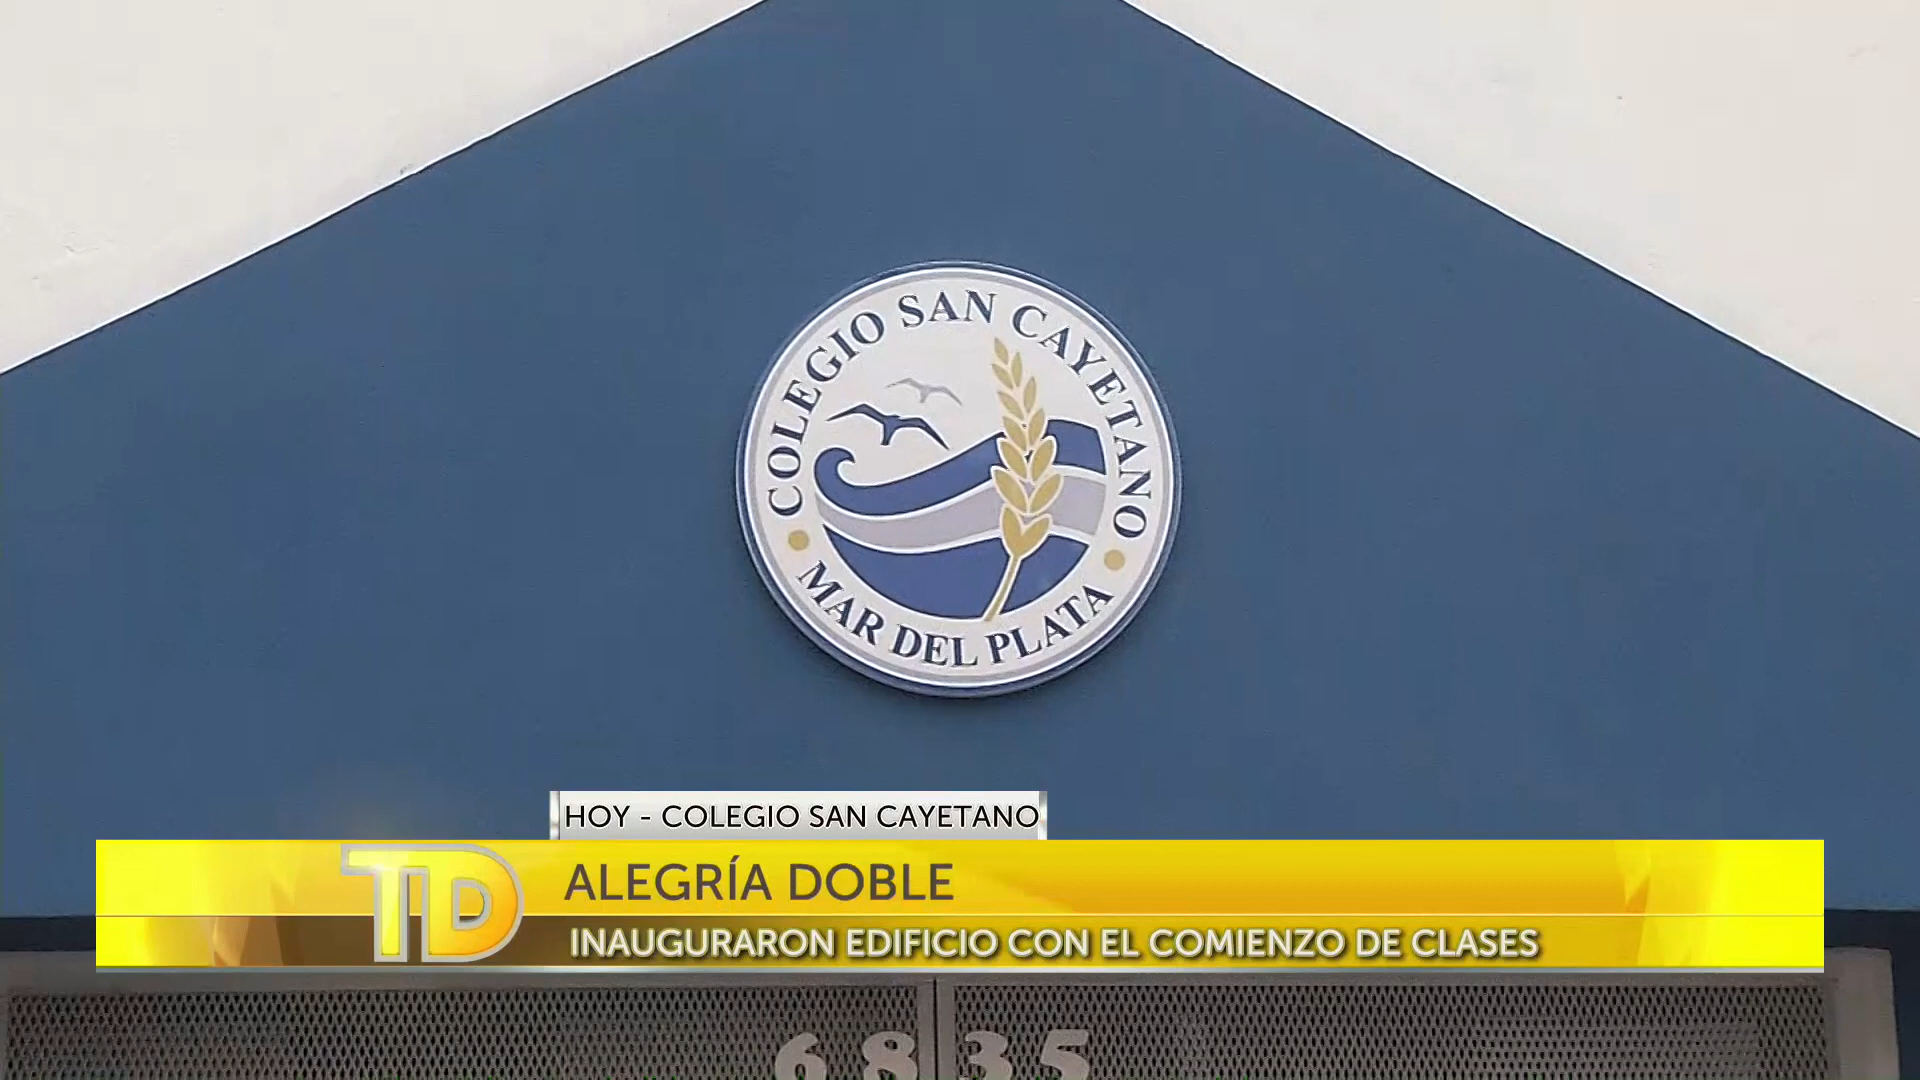 COLEGIO SAN CAYETANO
MAR DEL PLATA
HOY - COLEGIO SAN CAYETANO
TD
ALEGRÍA DOBLE
INAUGURARON EDIFICIO CON EL COMIENZO DE CLASES
6835